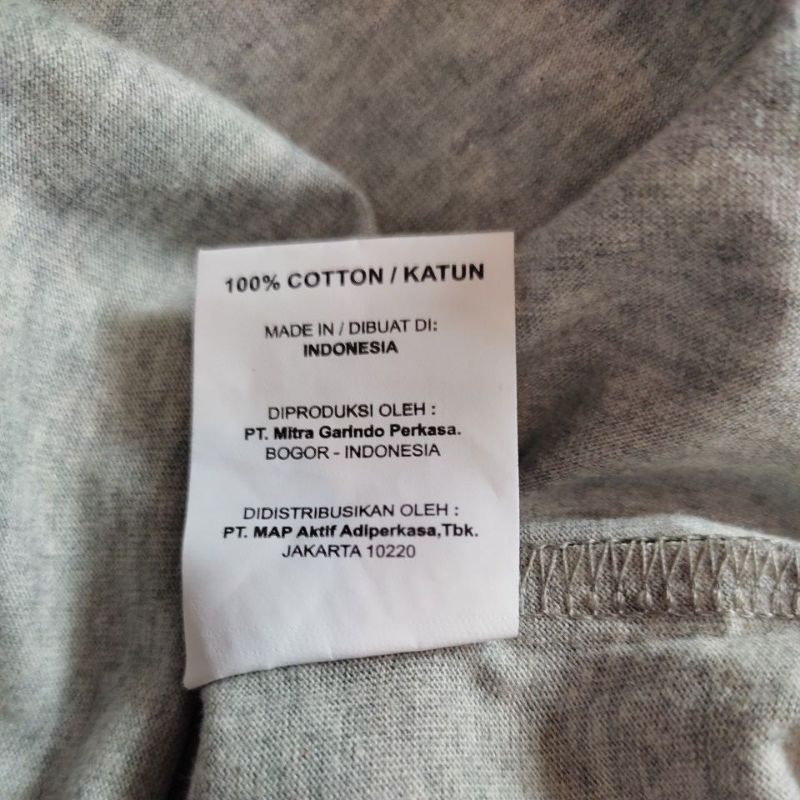 100% COTTON / KATUN
MADE IN / DIBUAT DI:
INDONESIA
DIPRODUKSI OLEH :
PT. Mitra Garindo Perkasa.
BOGOR - INDONESIA
DIDISTRIBUSIKAN OLEH :
PT. MAP Aktif Adiperkasa,Tbk.
JAKARTA 10220